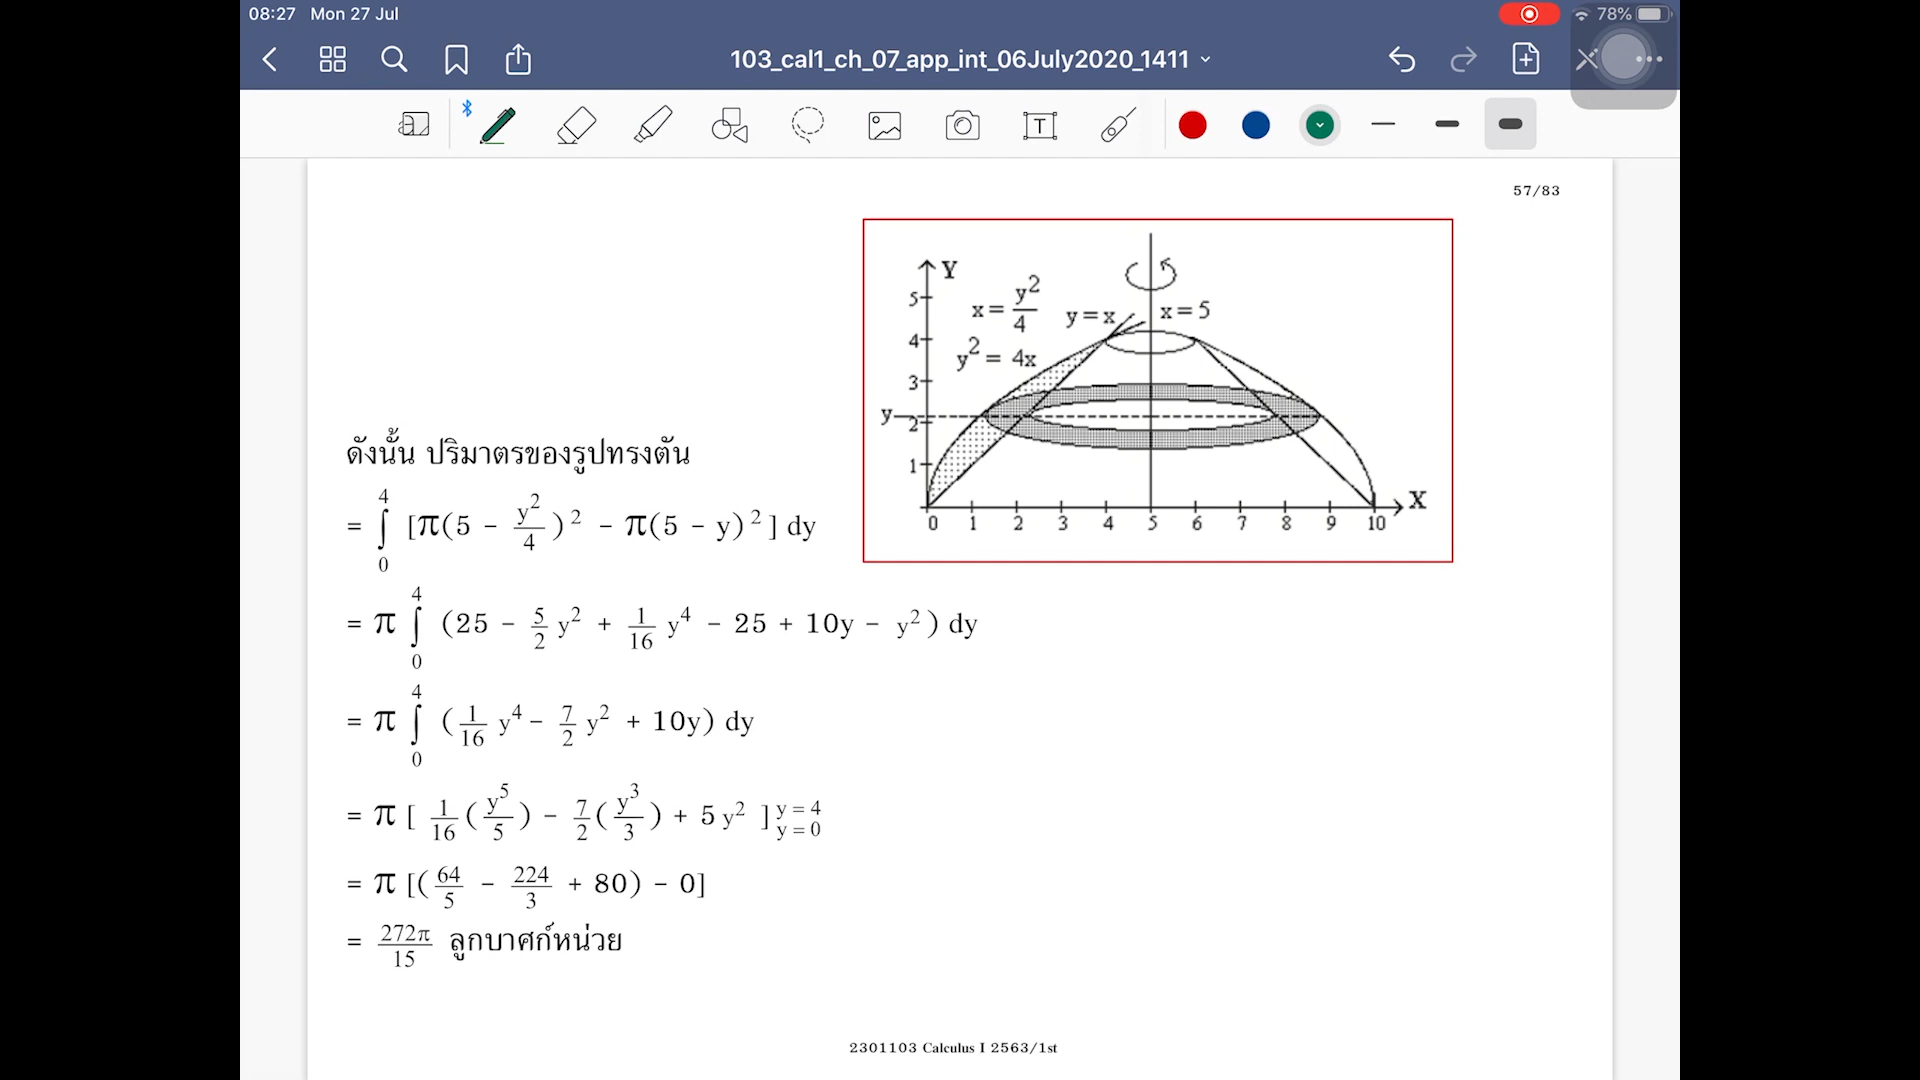 08:27 Mon 27 Jul
78%
103_cal1_ch_07_app_int_06July2020_1411
57/83
Y
x = y²/4
y = x
x = 5
y² = 4x
5
4
3
y
2
1
0 1 2 3 4 5 6 7 8 9 10 X
ดังนั้น ปริมาตรของรูปทรงตัน
= ∫₀⁴ [π(5 - y²/4)² - π(5 - y)²] dy
= π ∫₀⁴ (25 - 5/2 y² + 1/16 y⁴ - 25 + 10y - y²) dy
= π ∫₀⁴ (1/16 y⁴ - 7/2 y² + 10y) dy
= π [ 1/16 (y⁵/5) - 7/2 (y³/3) + 5y² ] y = 4 y = 0
= π [(64/5 - 224/3 + 80) - 0]
= 272π/15 ลูกบาศก์หน่วย
2301103 Calculus I 2563/1st